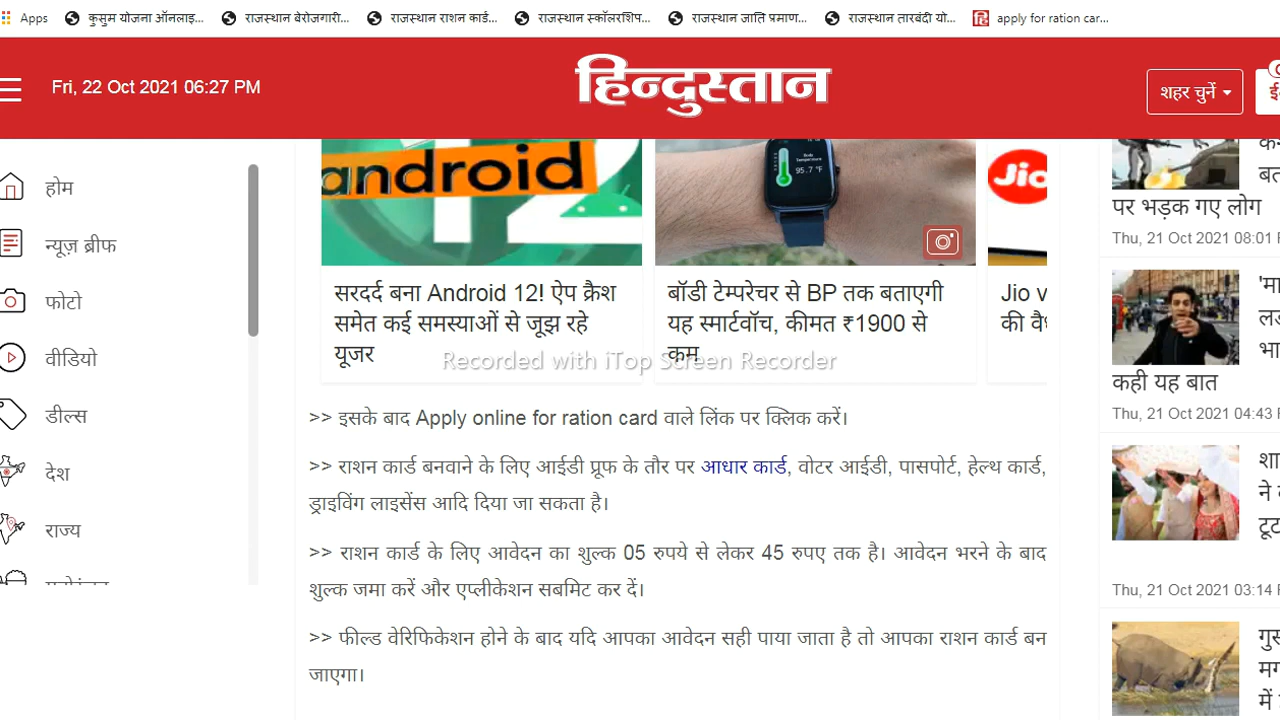 Apps
कुसुम योजना ऑनलाइ...
राजस्थान बेरोजगारी...
राजस्थान राशन कार्ड...
राजस्थान स्कॉलरशिप...
राजस्थान जाति प्रमाण...
राजस्थान तारबंदी यो...
apply for ration car...
Fri, 22 Oct 2021 06:27 PM
हिन्दुस्तान
शहर चुनें
होम
न्यूज़ ब्रीफ
फोटो
वीडियो
डील्स
देश
राज्य
android
12
सरदर्द बना Android 12! ऐप क्रैश
समेत कई समस्याओं से जूझ रहे
यूजर
Body
Temperature
95.7 °F
बॉडी टेम्परेचर से BP तक बताएगी
यह स्मार्टवॉच, कीमत ₹1900 से
कम
Jio
Jio v
की वै
Recorded with iTop Screen Recorder
>> इसके बाद Apply online for ration card वाले लिंक पर क्लिक करें।
>> राशन कार्ड बनवाने के लिए आईडी प्रूफ के तौर पर आधार कार्ड, वोटर आईडी, पासपोर्ट, हेल्थ कार्ड,
ड्राइविंग लाइसेंस आदि दिया जा सकता है।
>> राशन कार्ड के लिए आवेदन का शुल्क 05 रुपये से लेकर 45 रुपए तक है। आवेदन भरने के बाद
शुल्क जमा करें और एप्लीकेशन सबमिट कर दें।
>> फील्ड वेरिफिकेशन होने के बाद यदि आपका आवेदन सही पाया जाता है तो आपका राशन कार्ड बन
जाएगा।
पर भड़क गए लोग
Thu, 21 Oct 2021 08:01
'मा
कही यह बात
Thu, 21 Oct 2021 04:43
शा
ने
टूट
Thu, 21 Oct 2021 03:14
गुस
में